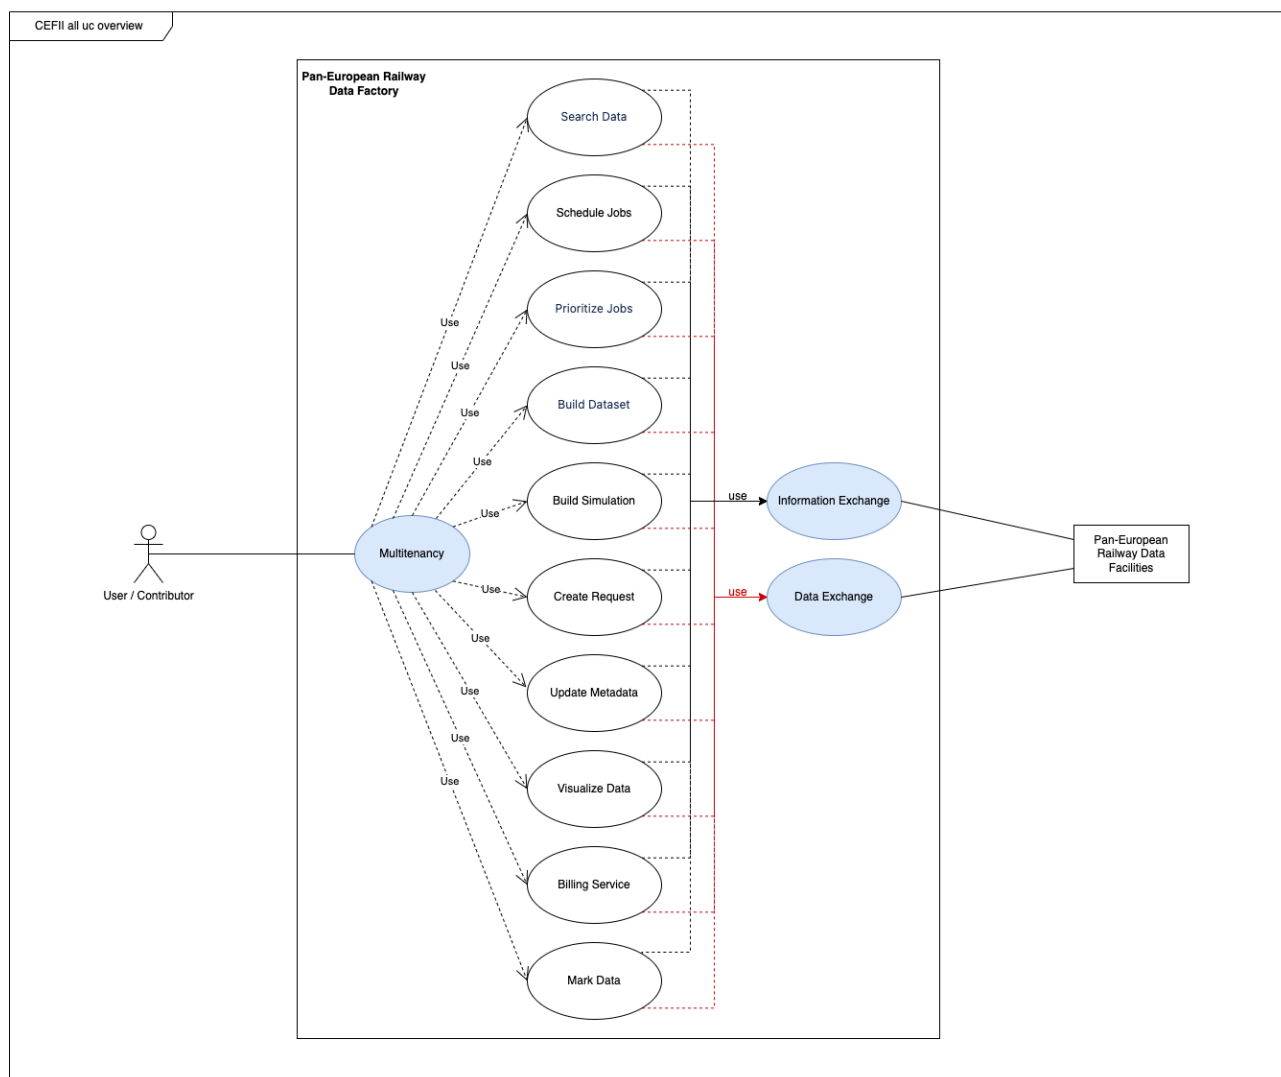 CEFII all uc overview
Pan-European Railway
Data Factory
Search Data
Schedule Jobs
Prioritize Jobs
Use
Use
Build Dataset
Use
Use
Build Simulation
use
Information Exchange
Use
Pan-European
Railway Data
Facilities
Multitenancy
User / Contributor
Use
Create Request
use
Data Exchange
Use
Update Metadata
Use
Use
Visualize Data
Use
Billing Service
Mark Data